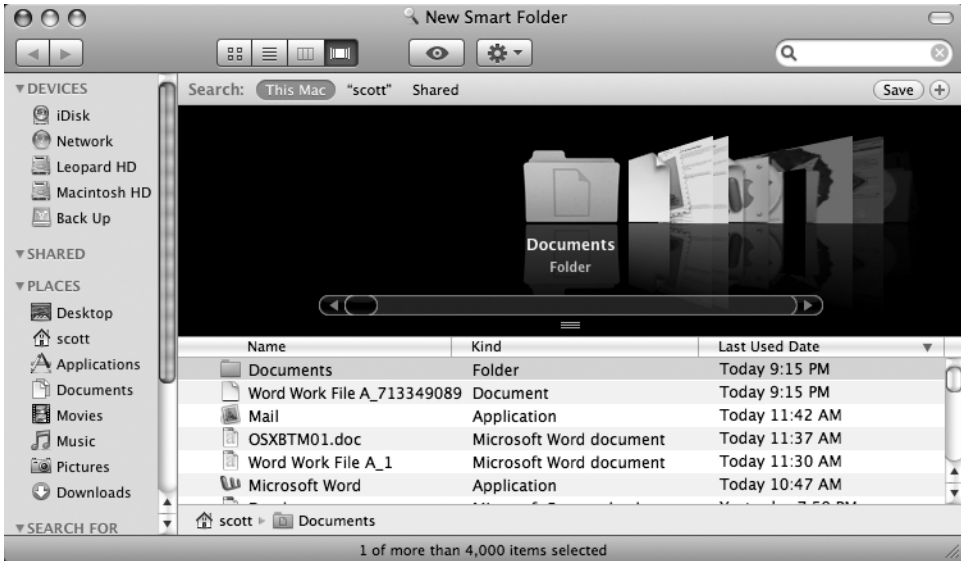 New Smart Folder
DEVICES
iDisk
Network
Leopard HD
Macintosh HD
Back Up
SHARED
PLACES
Desktop
scott
Applications
Documents
Movies
Music
Pictures
Downloads
SEARCH FOR
Search: This Mac "scott" Shared Save
Documents
Folder
Name Kind Last Used Date
Documents Folder Today 9:15 PM
Word Work File A_713349089 Document Today 9:15 PM
Mail Application Today 11:42 AM
OSXBTM01.doc Microsoft Word document Today 11:37 AM
Word Work File A_1 Microsoft Word document Today 11:30 AM
Microsoft Word Application Today 10:47 AM
scott Documents
1 of more than 4,000 items selected